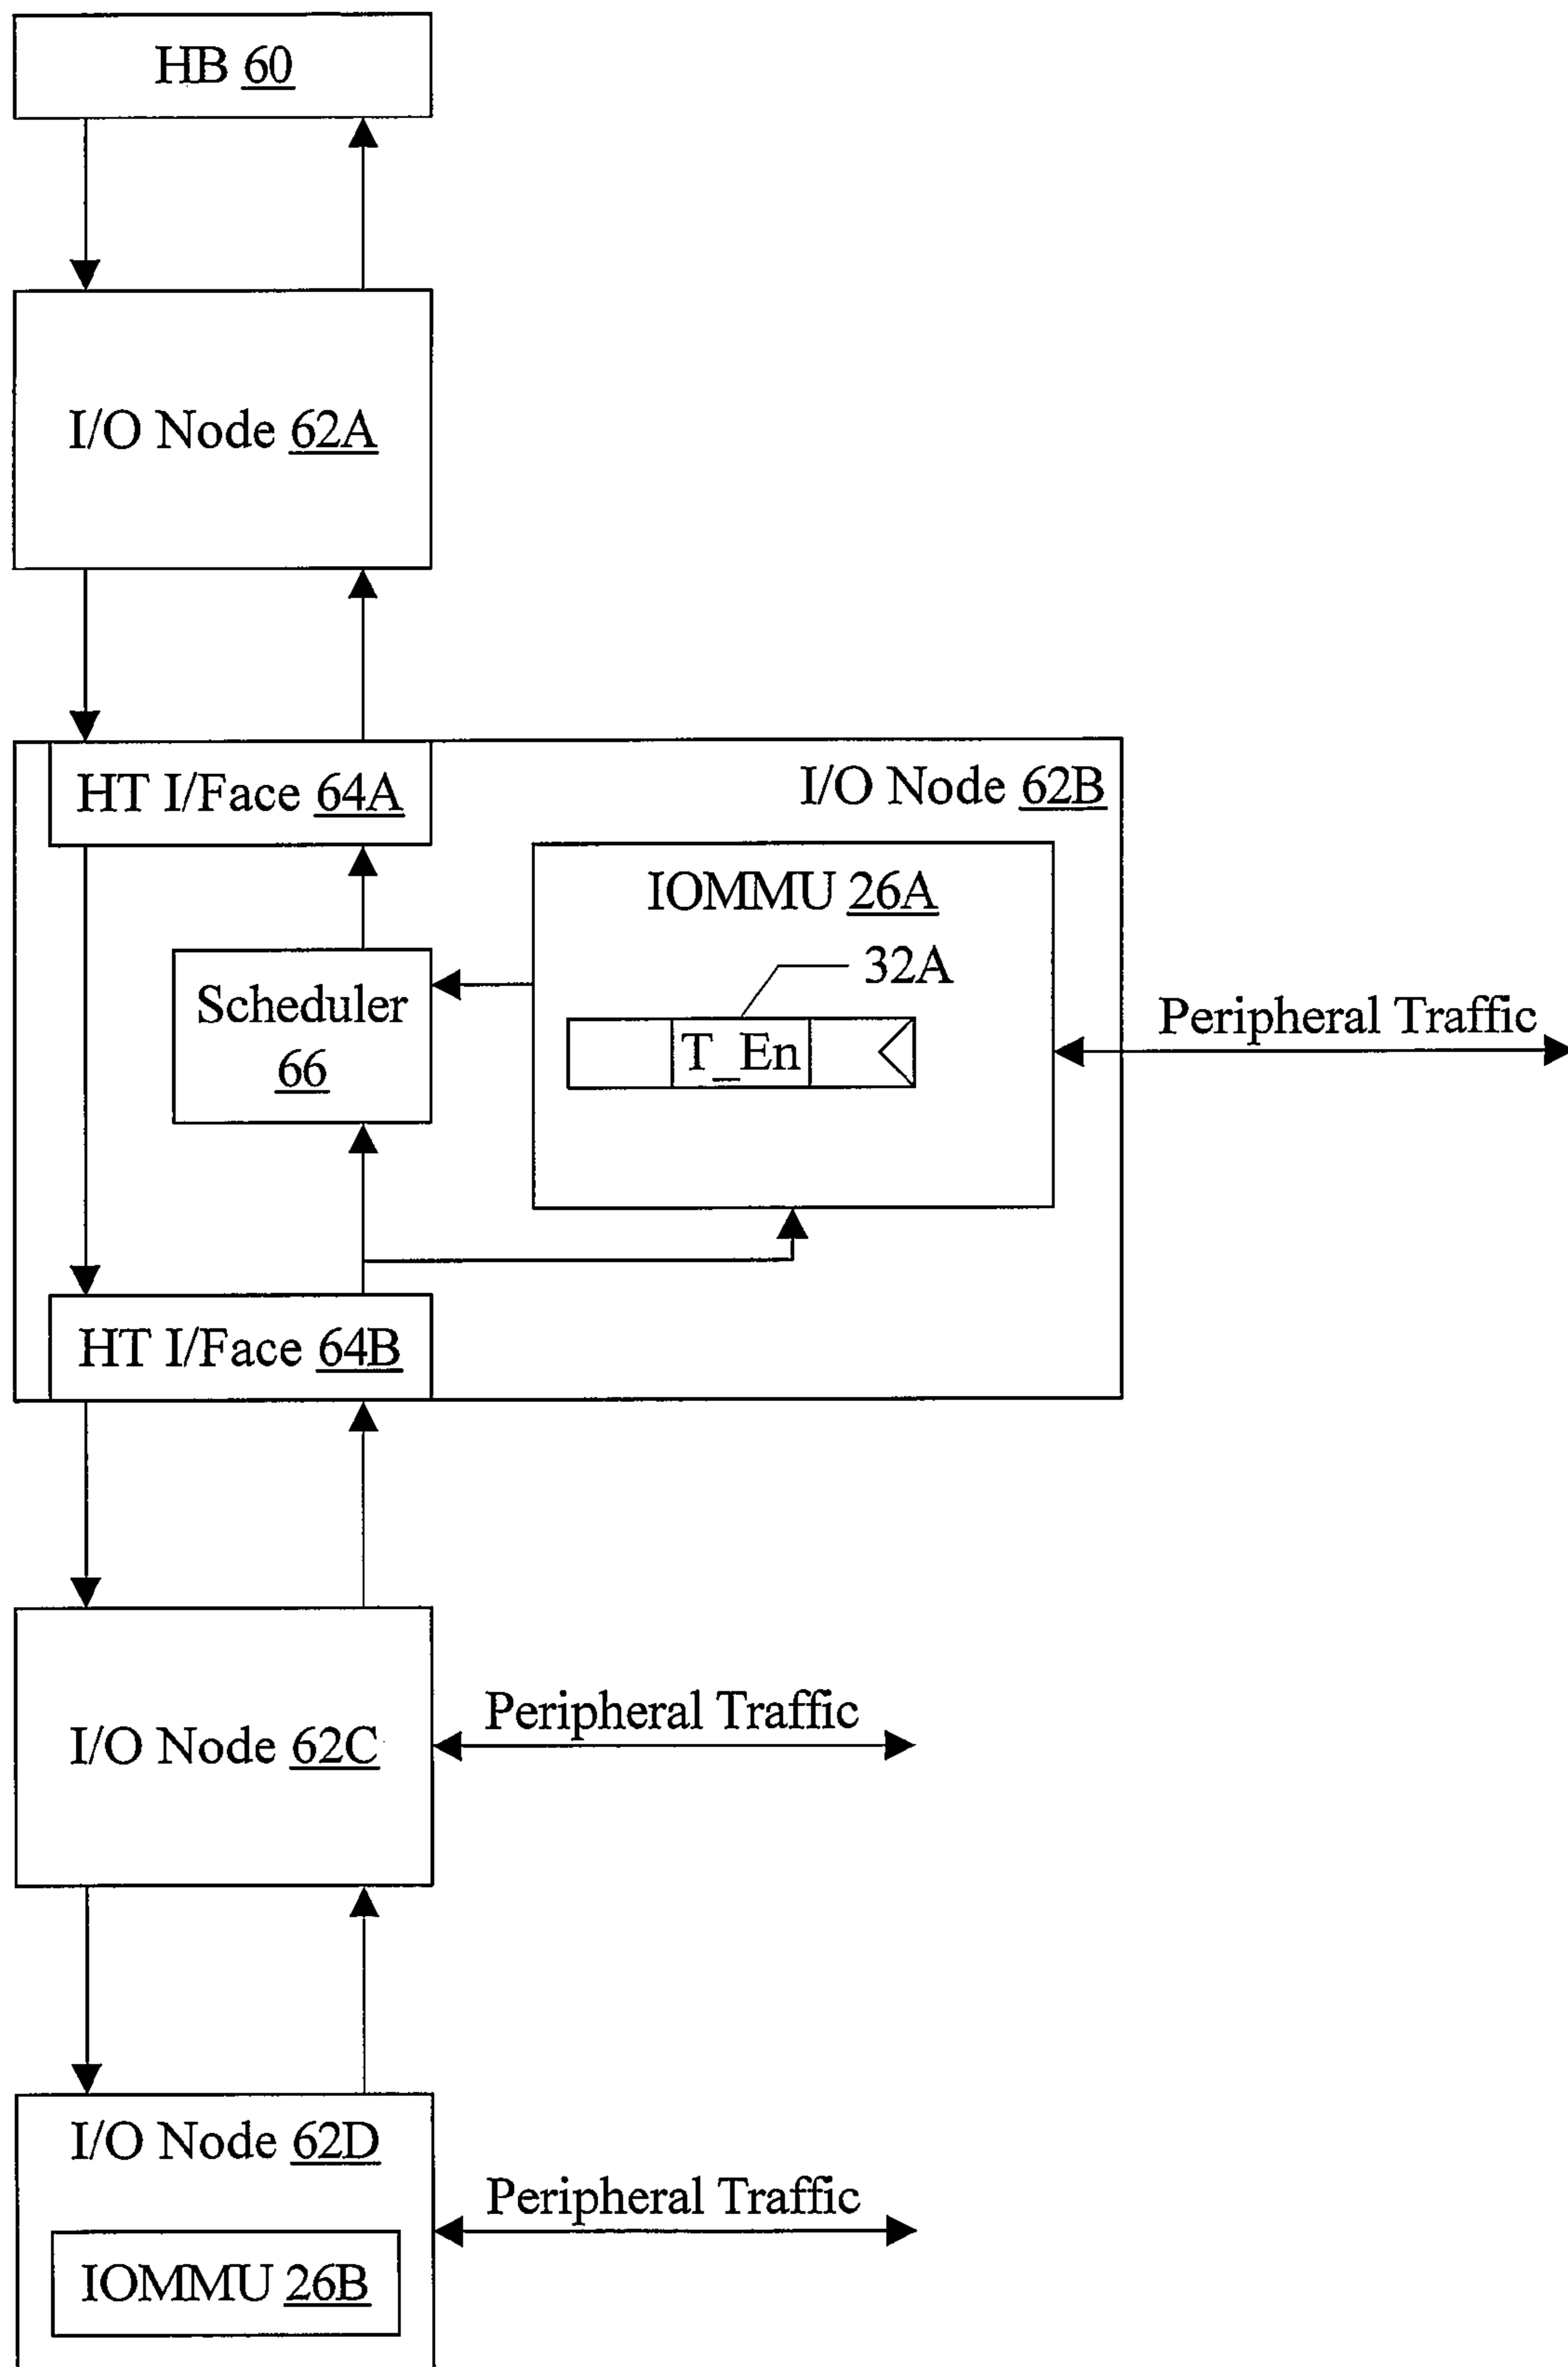 HB 60
I/O Node 62A
HT I/Face 64A
I/O Node 62B
IOMMU 26A
32A
Scheduler
66
T_En
Peripheral Traffic
HT I/Face 64B
Peripheral Traffic
I/O Node 62C
I/O Node 62D
Peripheral Traffic
IOMMU 26B